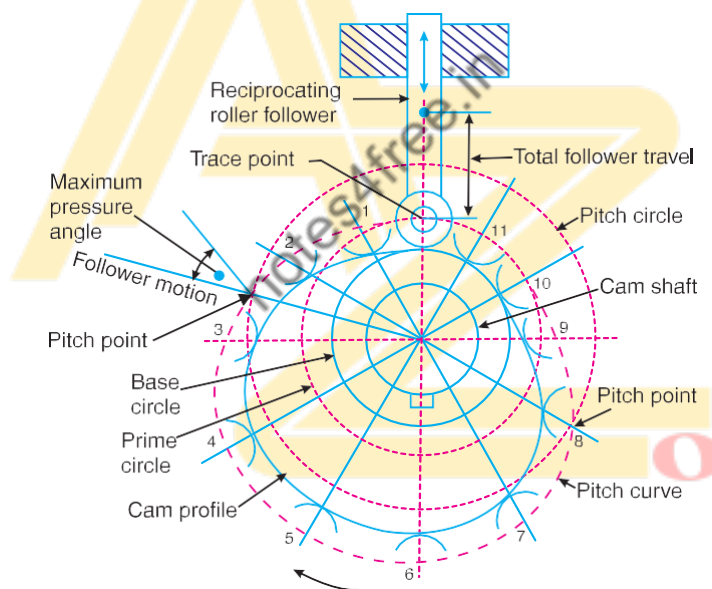 Reciprocating
roller follower
Trace point
Total follower travel
Maximum
pressure
angle
Follower motion
Pitch circle
1
2
11
10
Cam shaft
Pitch point
3
9
Base
circle
Prime
circle
Pitch point
4
8
Cam profile
Pitch curve
5
7
6
notes4free.in